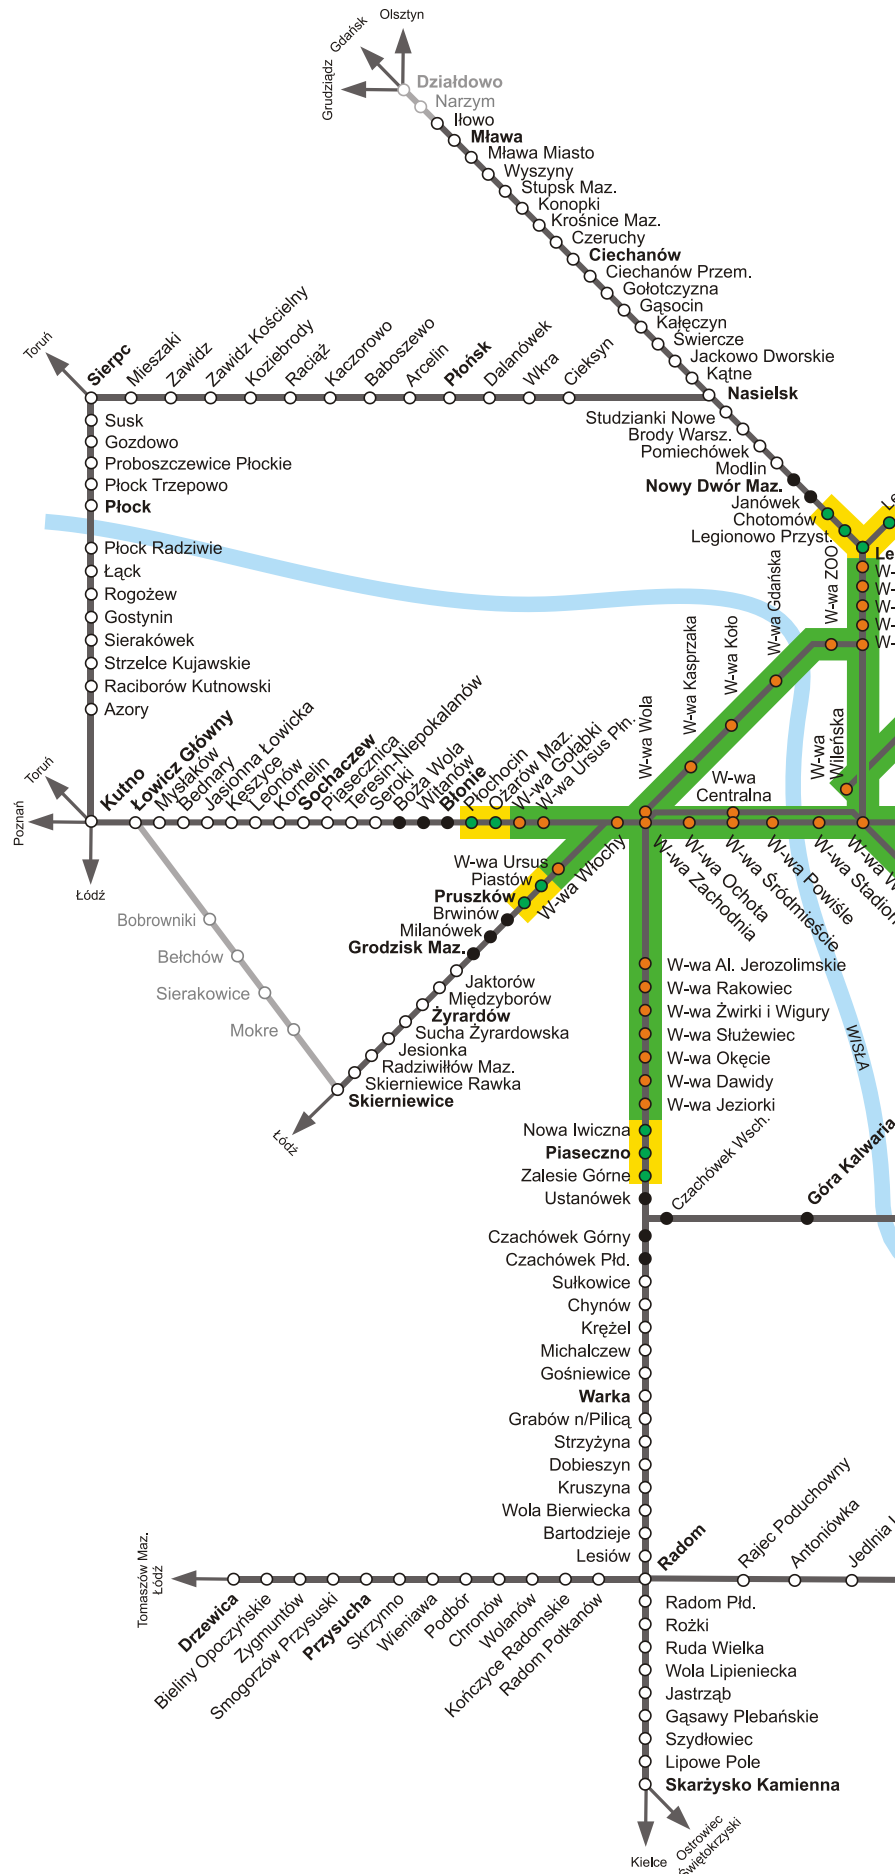 Olsztyn
Gdańsk
Grudziądz
Działdowo
Narzym
Iłowo
Mława
Mława Miasto
Wyszyny
Stupsk Maz.
Konopki
Krośnice Maz.
Czeruchy
Ciechanów
Ciechanów Przem.
Gołotczyzna
Gąsocin
Kałęczyn
Świercze
Jackowo Dworskie
Kątne
Nasielsk
Toruń
Sierpc
Mieszaki
Zawidz
Zawidz Kościelny
Koziebrody
Raciąż
Kaczorowo
Baboszewo
Arcelin
Płońsk
Dalanówek
Wkra
Cieksyn
Studzianki Nowe
Brody Warsz.
Pomiechówek
Modlin
Nowy Dwór Maz.
Janówek
Chotomów
Legionowo Przyst.
Le
Le
W-
W-
W-
W-
W-
Susk
Gozdowo
Proboszczewice Płockie
Płock Trzepowo
Płock
Płock Radziwie
Łąck
Rogożew
Gostynin
Sierakówek
Strzelce Kujawskie
Raciborów Kutnowski
Azory
W-wa ZOO
W-wa Gdańska
W-wa Koło
W-wa Kasprzaka
W-wa Wola
W-wa
Wileńska
W-wa
Centralna
Toruń
Poznań
Łódź
Kutno
Łowicz Główny
Mysłaków
Bednary
Jasionna Łowicka
Kęszyce
Leonów
Kornelin
Sochaczew
Piasecznica
Teresin-Niepokalanów
Seroki
Boża Wola
Witanów
Błonie
Płochocin
Ożarów Maz.
W-wa Gołąbki
W-wa Ursus Płn.
W-wa Włochy
W-wa Zachodnia
W-wa Ochota
W-wa Śródmieście
W-wa Powiśle
W-wa Stadion
W-wa W
W-wa Ursus
Piastów
Pruszków
Brwinów
Milanówek
Grodzisk Maz.
Jaktorów
Międzyborów
Żyrardów
Sucha Żyrardowska
Jesionka
Radziwiłłów Maz.
Skierniewice Rawka
Skierniewice
Łódź
Bobrowniki
Bełchów
Sierakowice
Mokre
W-wa Al. Jerozolimskie
W-wa Rakowiec
W-wa Żwirki i Wigury
W-wa Służewiec
W-wa Okęcie
W-wa Dawidy
W-wa Jeziorki
WISŁA
Nowa Iwiczna
Piaseczno
Zalesie Górne
Ustanówek
Czachówek Wsch.
Góra Kalwaria
Czachówek Górny
Czachówek Płd.
Sułkowice
Chynów
Krężel
Michalczew
Gośniewice
Warka
Grabów n/Pilicą
Strzyżyna
Dobieszyn
Kruszyna
Wola Bierwiecka
Bartodzieje
Lesiów
Radom
Rajec Poduchowny
Antoniówka
Jedlnia L
Tomaszów Maz.
Łódź
Drzewica
Bieliny Opoczyńskie
Zygmuntów
Smogorzów Przysuski
Przysucha
Skrzynno
Wieniawa
Podbór
Chronów
Wolanów
Kończyce Radomskie
Radom Potkanów
Radom Płd.
Rożki
Ruda Wielka
Wola Lipieniecka
Jastrząb
Gąsawy Plebańskie
Szydłowiec
Lipowe Pole
Skarżysko Kamienna
Kielce
Ostrowiec
Świętokrzyski